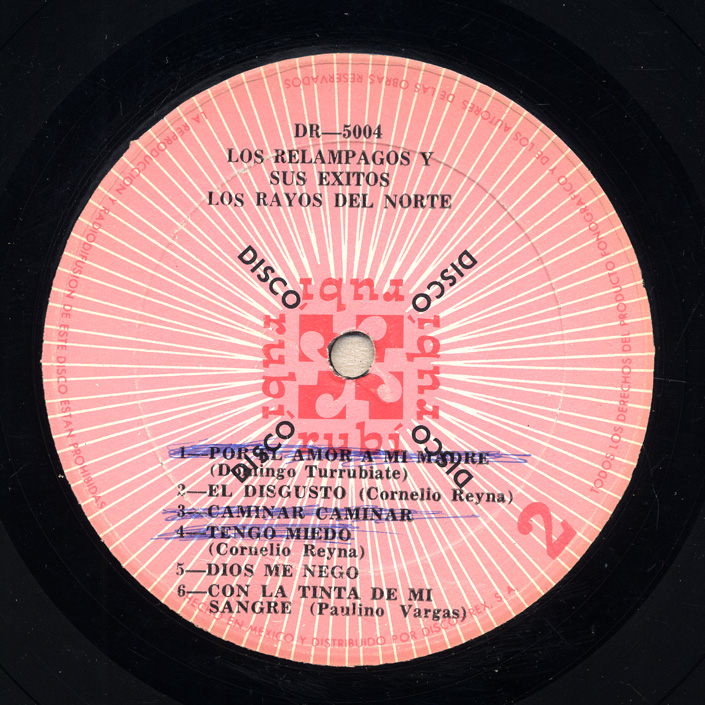 DR—5004
LOS RELAMPAGOS Y
SUS EXITOS
LOS RAYOS DEL NORTE
DISCO
DISCO
rubí
rubí
rubí
rubí
DISCO
DISCO
1—POR EL AMOR A MI MADRE
(Domingo Turrubiate)
2—EL DISGUSTO (Cornelio Reyna)
3—CAMINAR CAMINAR
4—TENGO MIEDO
(Cornelio Reyna)
5—DIOS ME NEGO
6—CON LA TINTA DE MI
SANGRE (Paulino Vargas)
2
TODOS LOS DERECHOS DEL PRODUCTO FONOGRAFICO Y DE LOS AUTORES DE LAS OBRAS RESERVADOS
LA REPRODUCCION Y RADIODIFUSION DE ESTE DISCO ESTAN PROHIBIDAS
HECHO EN MEXICO Y DISTRIBUIDO POR DISCOS REX, S. A.